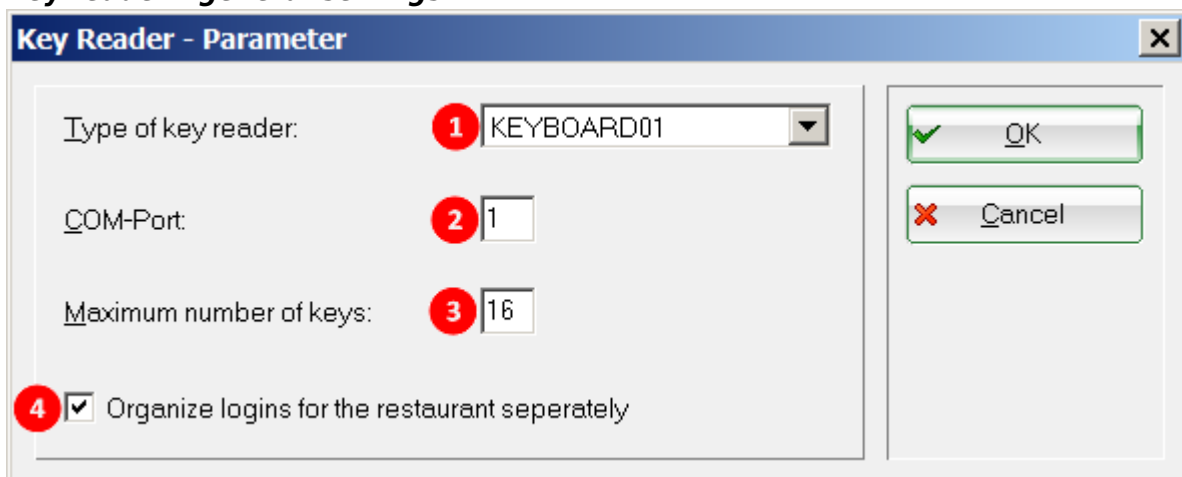 Key Reader - Parameter
Type of key reader: 1 KEYBOARD01
OK
COM-Port: 2 1
Cancel
Maximum number of keys: 3 16
4 Organize logins for the restaurant seperately